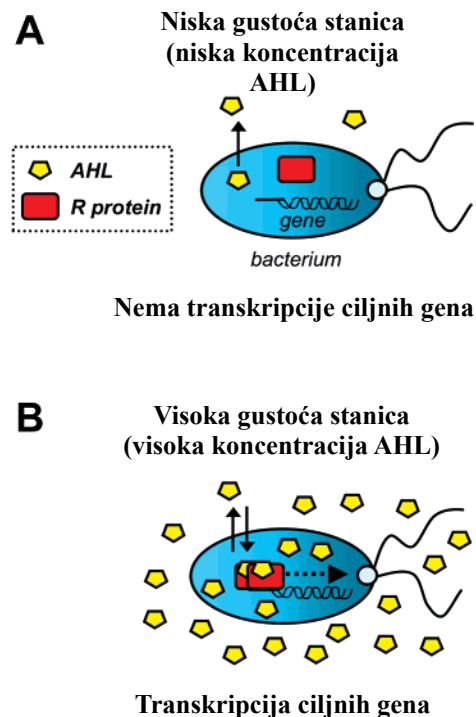 A
Niska gustoća stanica
(niska koncentracija
AHL)
AHL
R protein
gene
bacterium
Nema transkripcije ciljnih gena
B
Visoka gustoća stanica
(visoka koncentracija AHL)
Transkripcija ciljnih gena